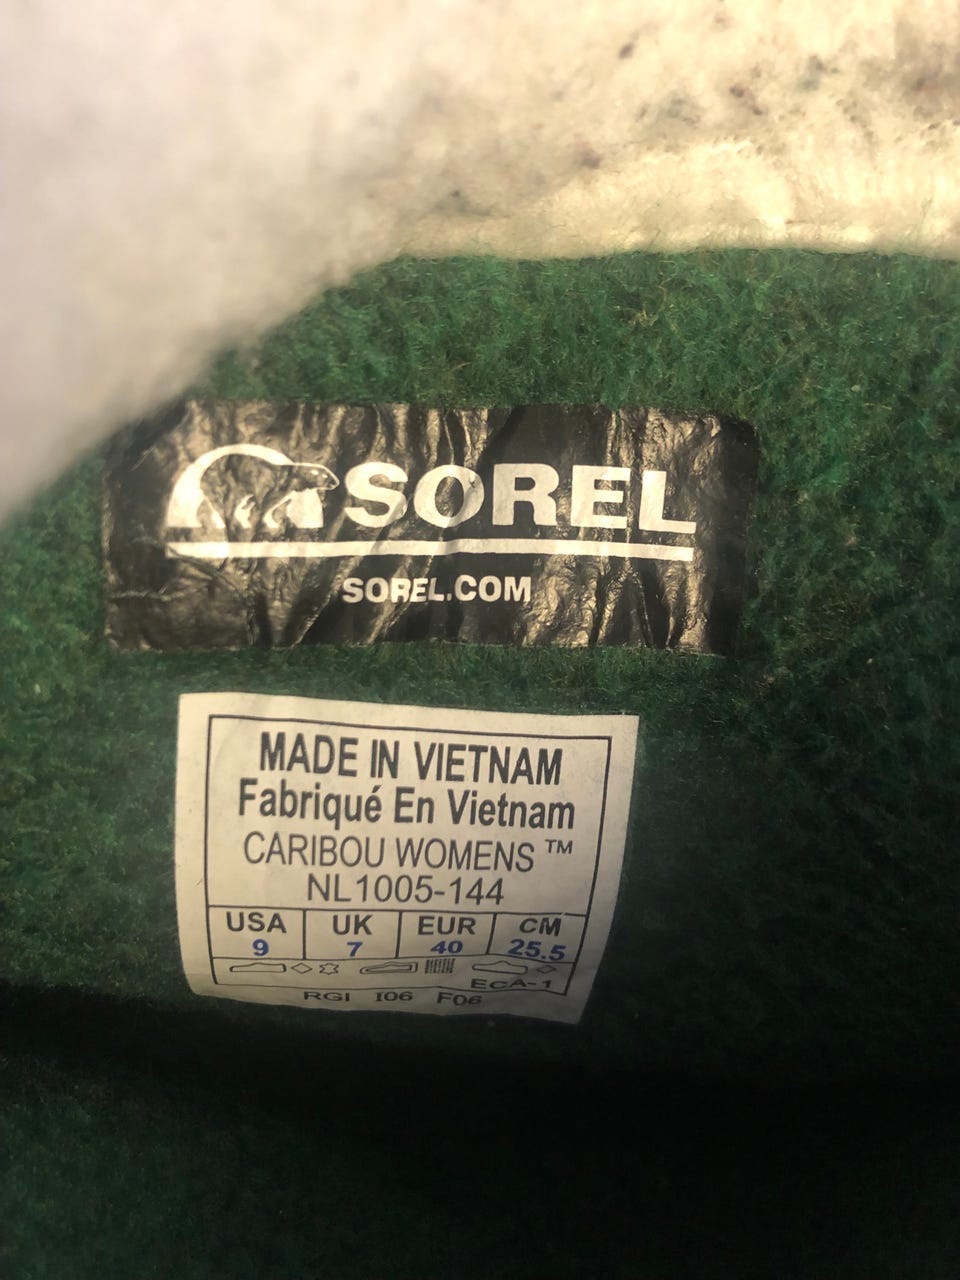 SOREL
SOREL.COM
MADE IN VIETNAM
Fabriqué En Vietnam
CARIBOU WOMENS ™
NL1005-144
USA UK EUR CM
9 7 40 25.5
ECA-1
RGI I06 F06